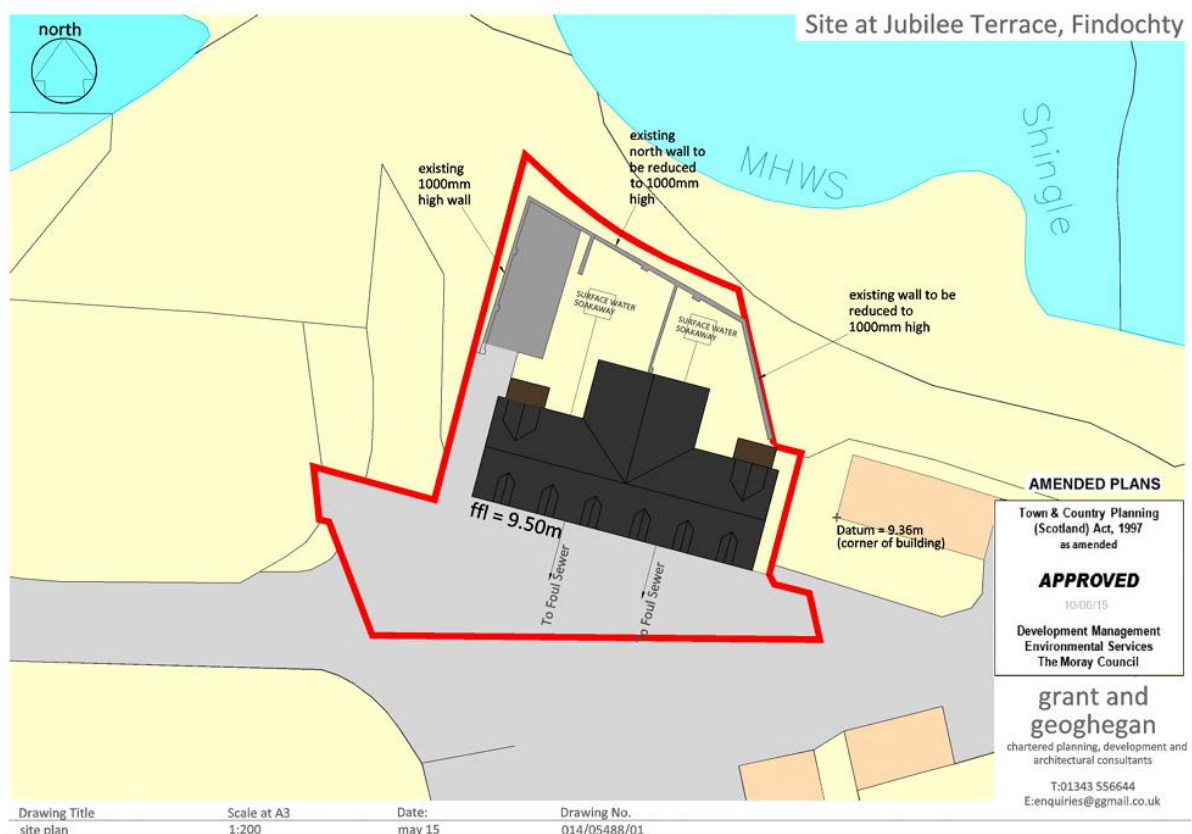 Site at Jubilee Terrace, Findochty
north
existing
1000mm
high wall
existing
north wall to
be reduced
to 1000mm
high
MHWS
Shingle
existing wall to be
reduced to
1000mm high
SURFACE WATER
SOAKAWAY
SURFACE WATER
SOAKAWAY
ffl = 9.50m
To Foul Sewer
To Foul Sewer
Datum = 9.36m
(corner of building)
AMENDED PLANS
Town & Country Planning
(Scotland) Act, 1997
as amended
APPROVED
10/06/15
Development Management
Environmental Services
The Moray Council
grant and
geoghegan
chartered planning, development and
architectural consultants
T:01343 556644
E:enquiries@ggmail.co.uk
Drawing Title
site plan
Scale at A3
1:200
Date:
may 15
Drawing No.
014/05488/01